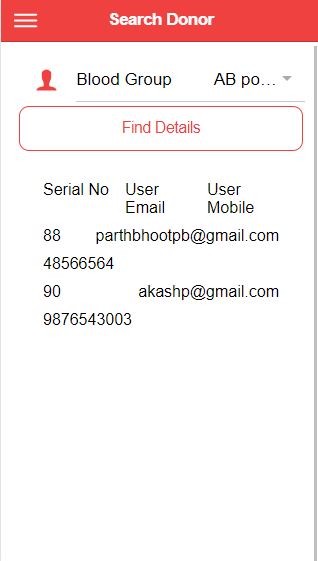 Search Donor
Blood Group AB po...
Find Details
Serial No User Email User Mobile
88 parthbhootpb@gmail.com
48566564
90 akashp@gmail.com
9876543003